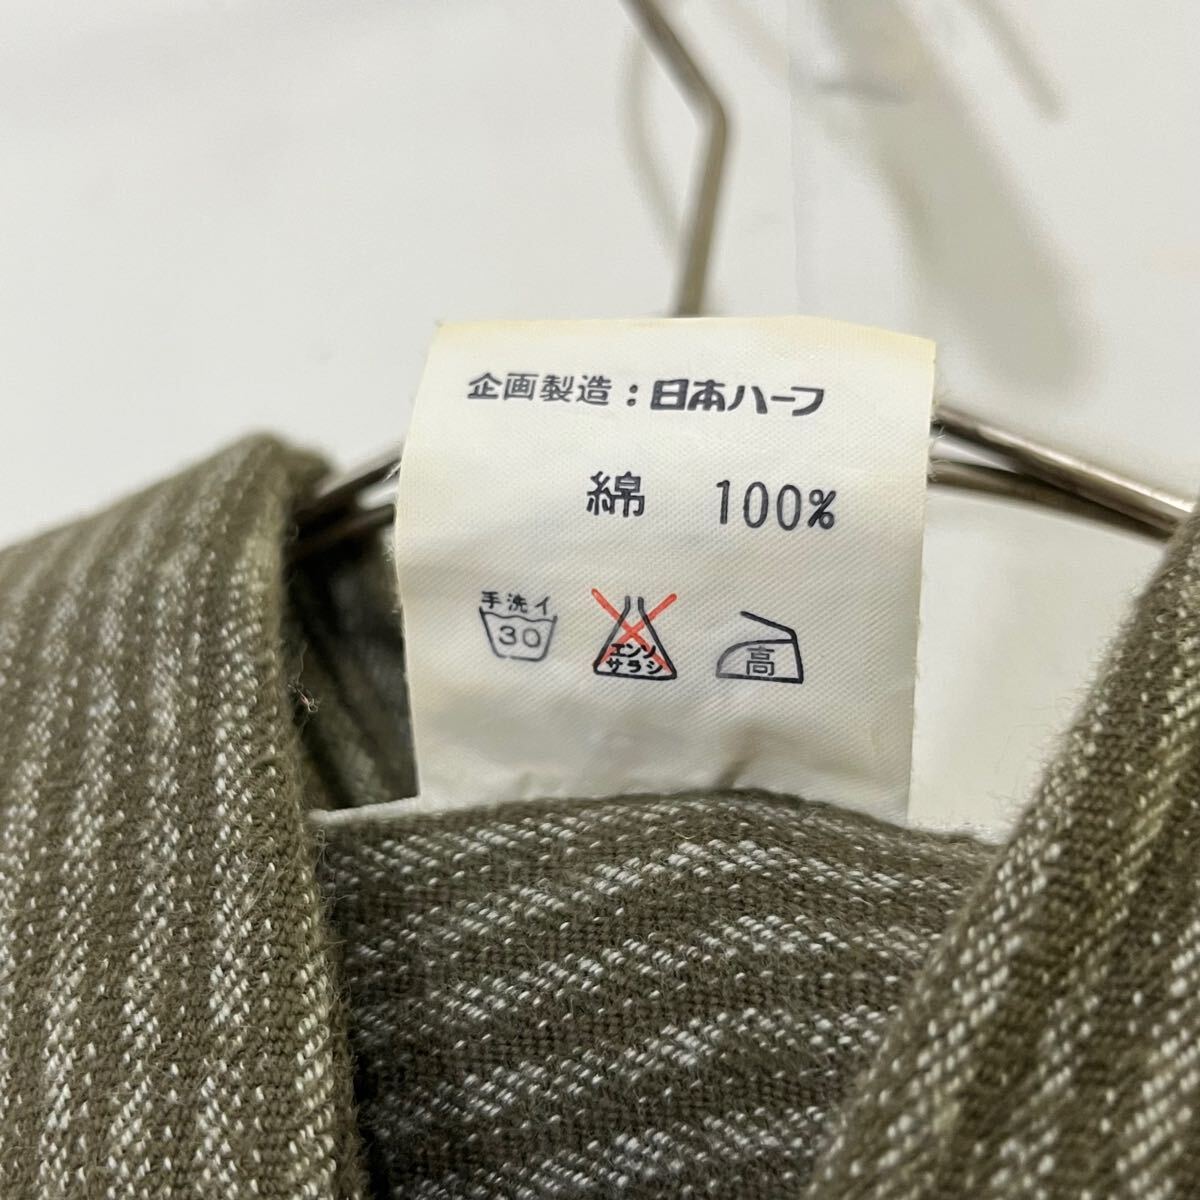 企画製造：日本ハーフ
綿 100%
手洗イ
30
エンソ
サラシ
高